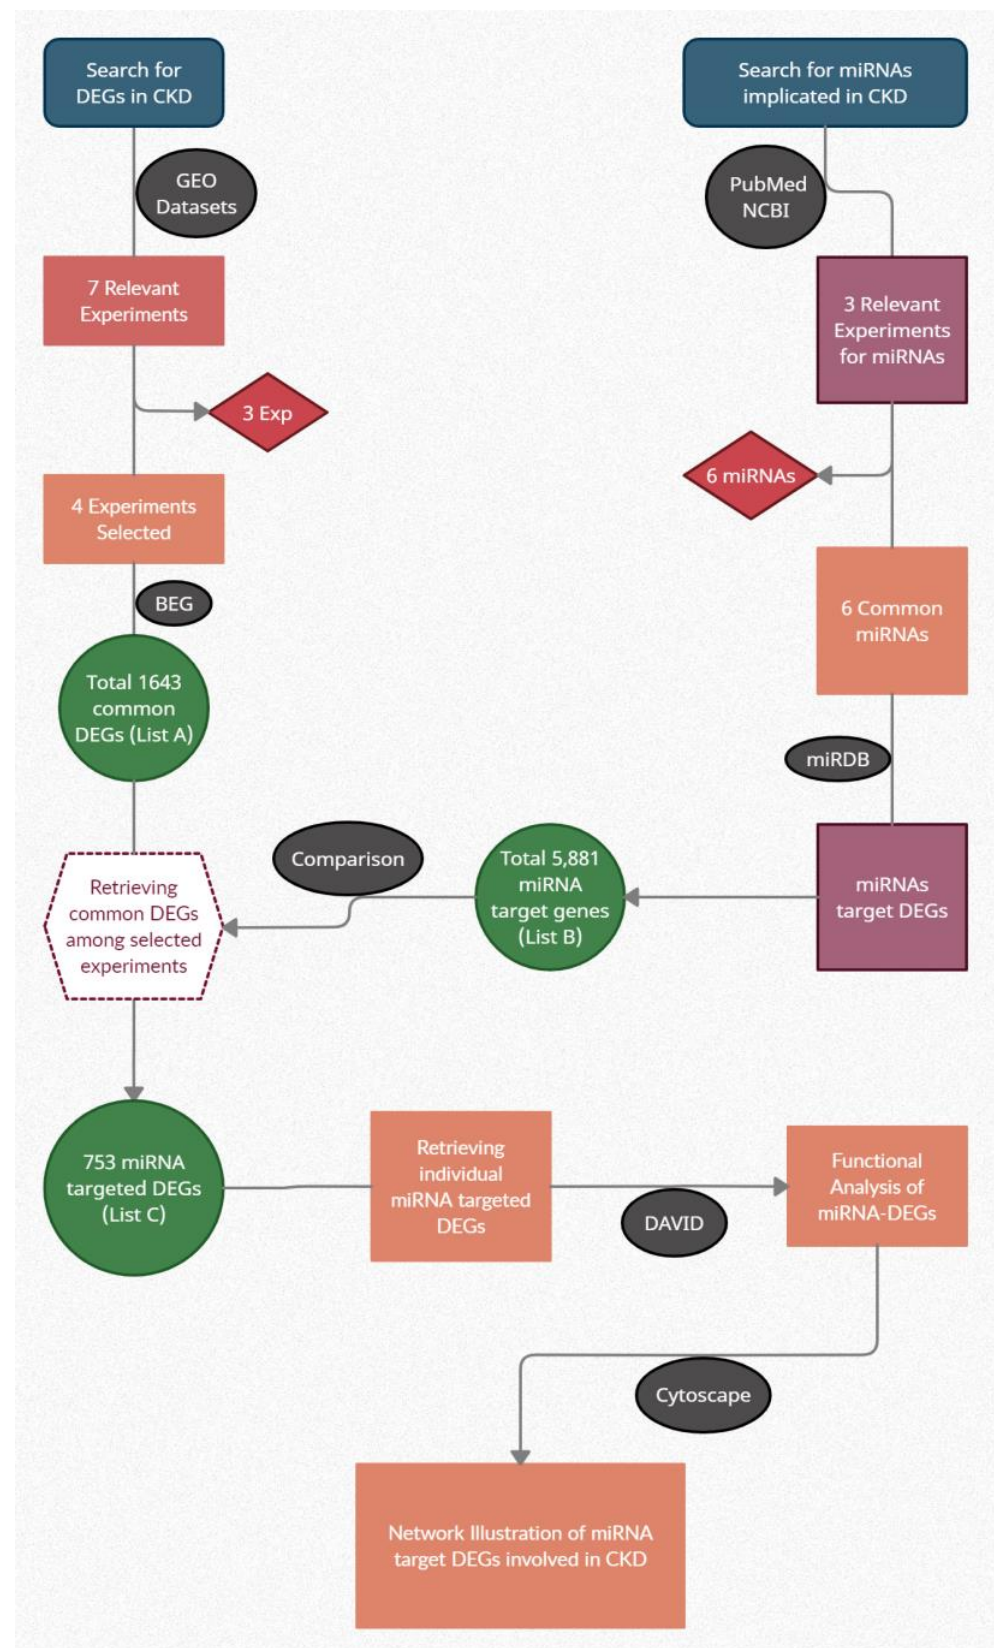 Search for
DEGs in CKD
Search for miRNAs
implicated in CKD
GEO
Datasets
PubMed
NCBI
7 Relevant
Experiments
3 Relevant
Experiments
for miRNAs
3 Exp
6 miRNAs
4 Experiments
Selected
BEG
6 Common
miRNAs
Total 1643
common
DEGs (List A)
miRDB
Comparison
Total 5,881
miRNA
target genes
(List B)
miRNAs
target DEGs
Retrieving
common DEGs
among selected
experiments
753 miRNA
targeted DEGs
(List C)
Retrieving
individual
miRNA targeted
DEGs
DAVID
Functional
Analysis of
miRNA-DEGs
Cytoscape
Network Illustration of miRNA
target DEGs involved in CKD